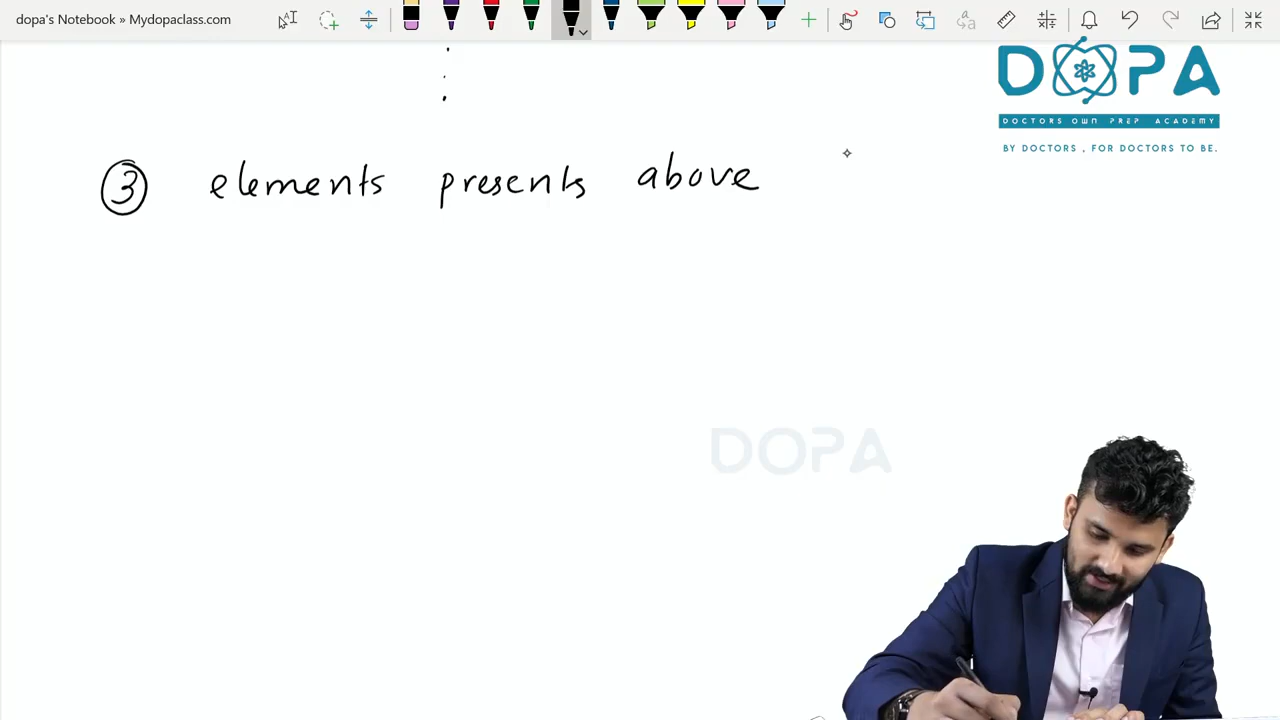 dopa's Notebook » Mydopaclass.com
DOPA
DOCTORS OWN PREP ACADEMY
BY DOCTORS , FOR DOCTORS TO BE.
3 elements presents above
DOPA